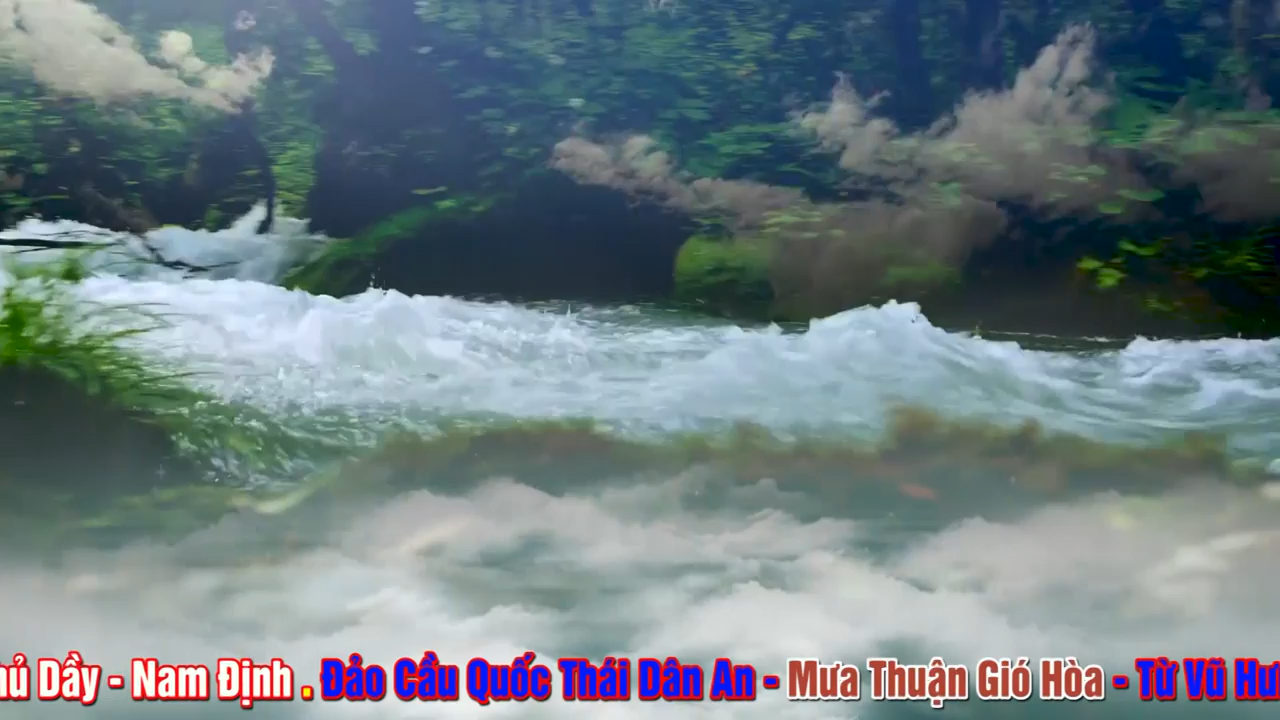 Dầy - Nam Định . Đảo Cầu Quốc Thái Dân An - Mưa Thuận Gió Hòa - Từ Vũ